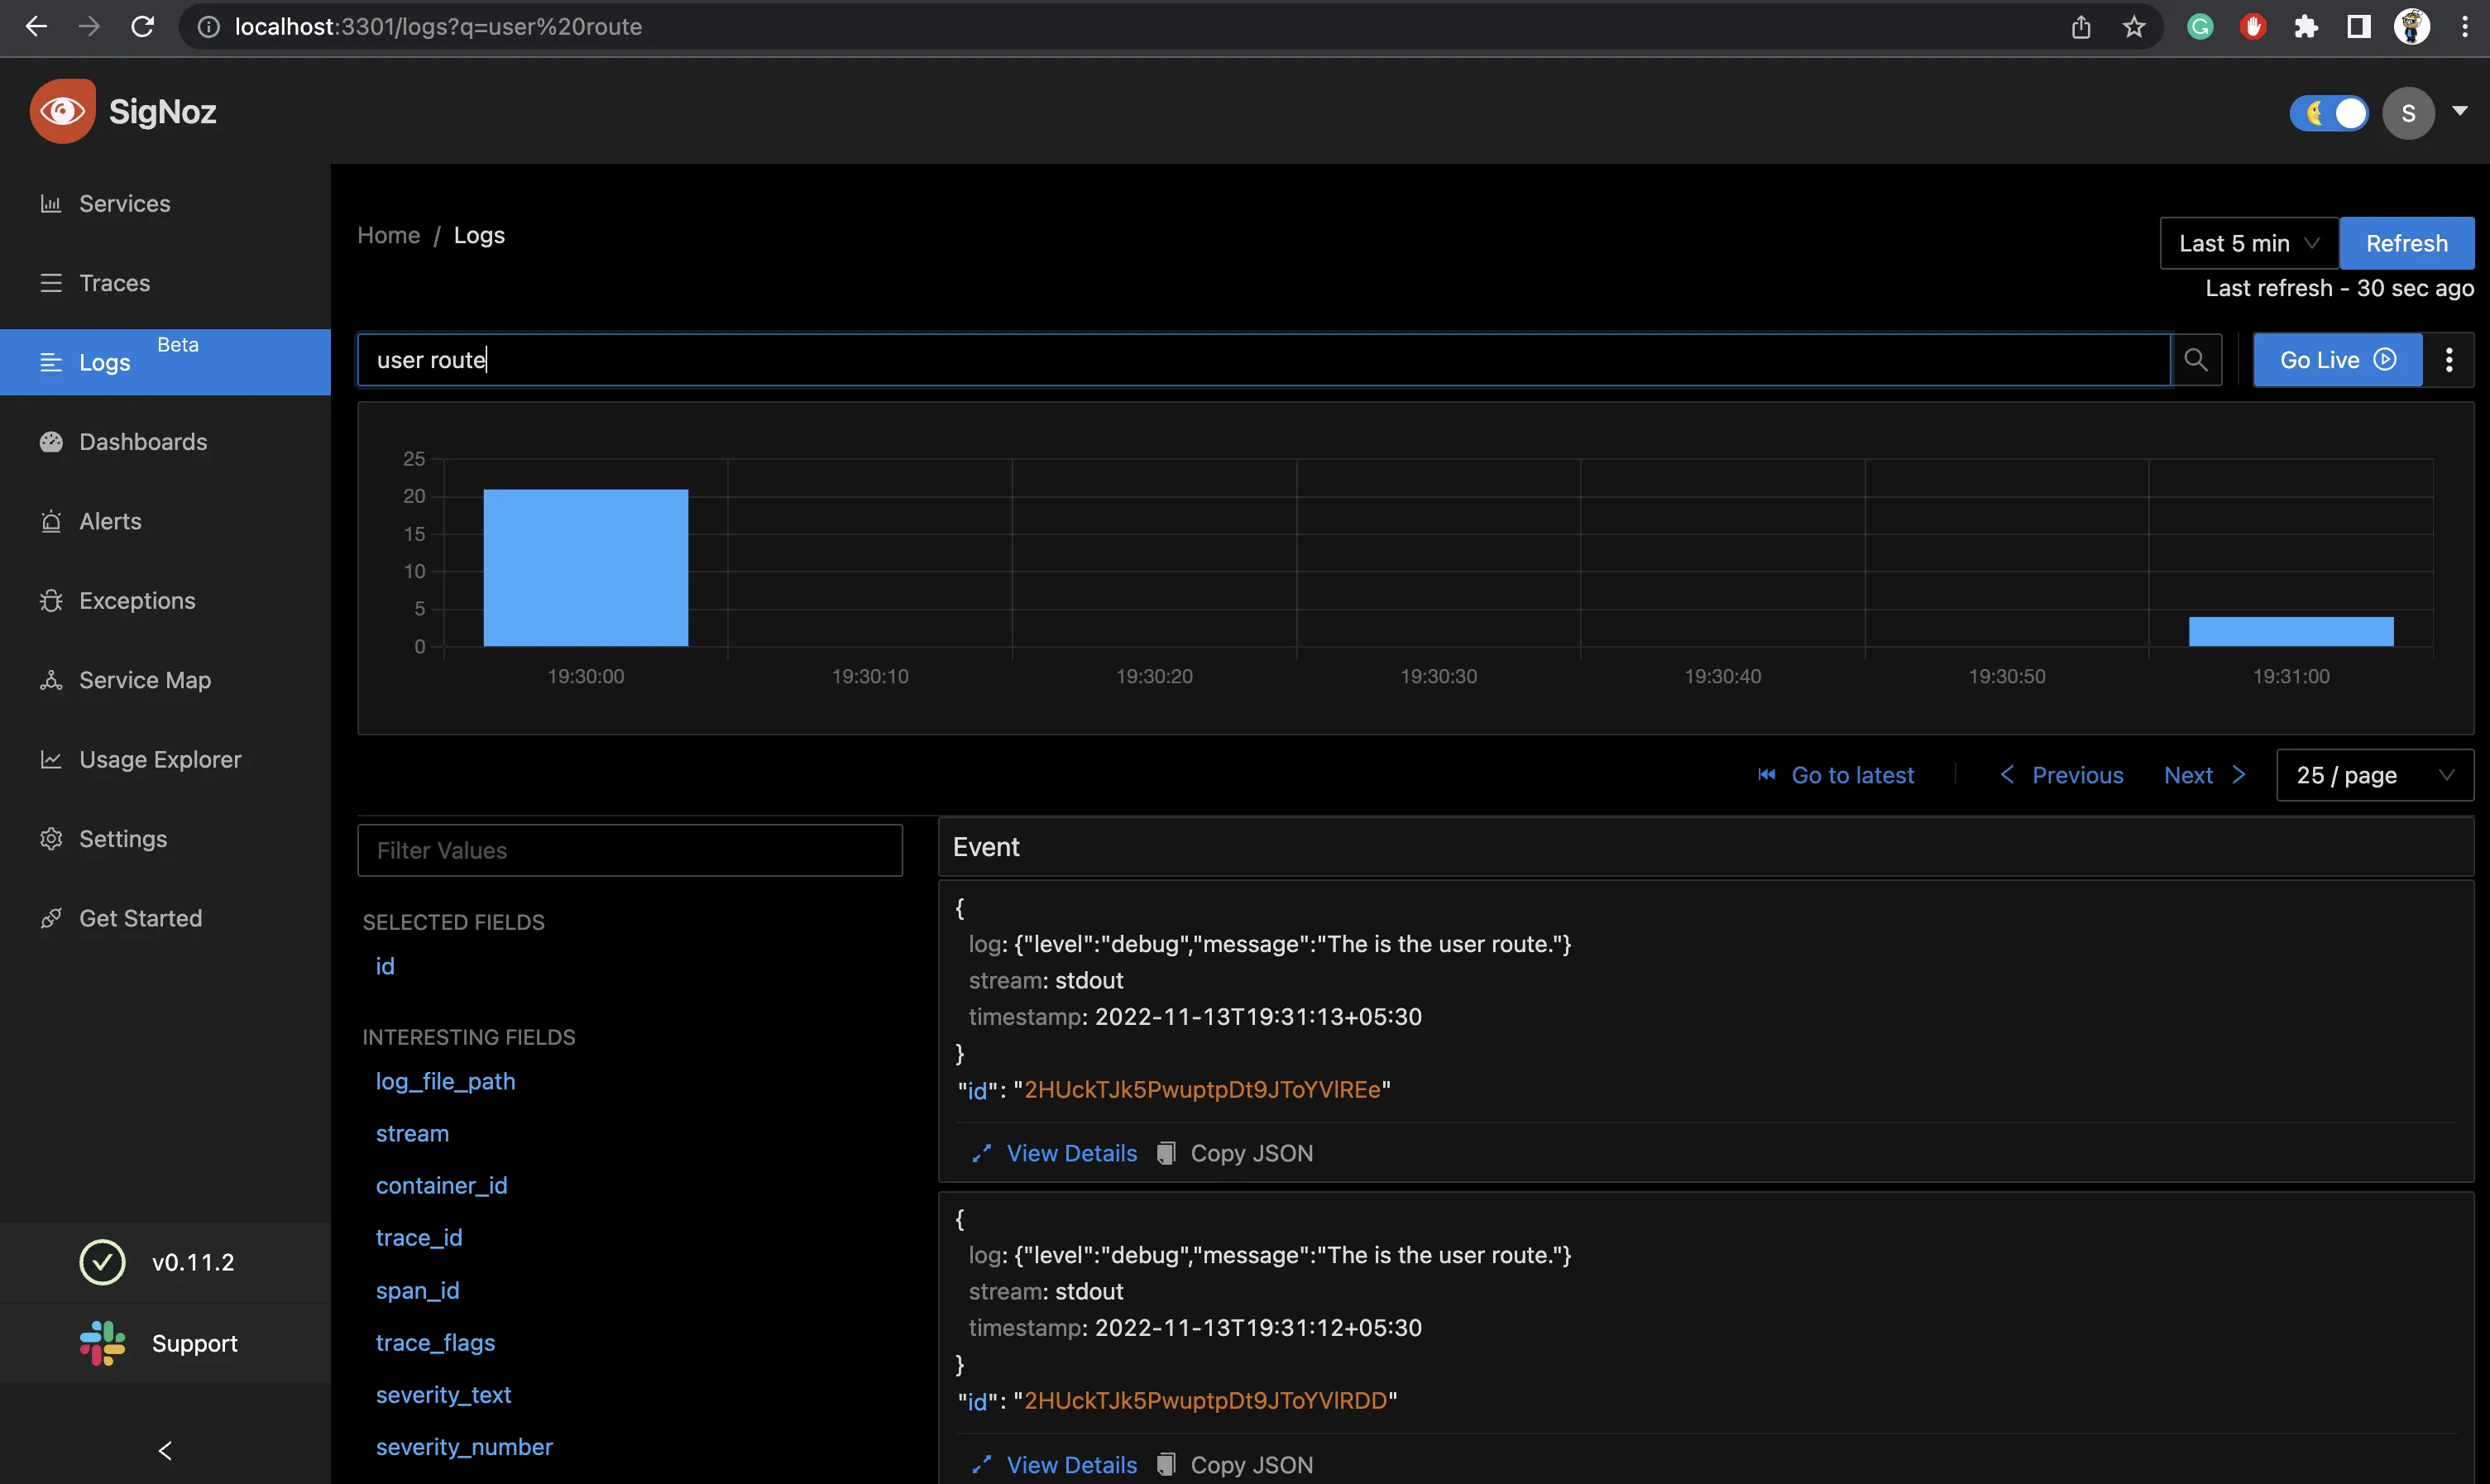 localhost:3301/logs?q=user%20route
SigNoz
S
Services
Traces
Logs Beta
Dashboards
Alerts
Exceptions
Service Map
Usage Explorer
Settings
Get Started
v0.11.2
Support
Home / Logs
Last 5 min
Refresh
Last refresh - 30 sec ago
user route
Go Live
25
20
15
10
5
0
19:30:00 19:30:10 19:30:20 19:30:30 19:30:40 19:30:50 19:31:00
Go to latest Previous Next 25 / page
Filter Values
SELECTED FIELDS
id
INTERESTING FIELDS
log_file_path
stream
container_id
trace_id
span_id
trace_flags
severity_text
severity_number
Event
{
log: {"level":"debug","message":"The is the user route."}
stream: stdout
timestamp: 2022-11-13T19:31:13+05:30
}
"id": "2HUckTJk5PwuptpDt9JToYVlREe"
View Details Copy JSON
{
log: {"level":"debug","message":"The is the user route."}
stream: stdout
timestamp: 2022-11-13T19:31:12+05:30
}
"id": "2HUckTJk5PwuptpDt9JToYVlRDD"
View Details Copy JSON